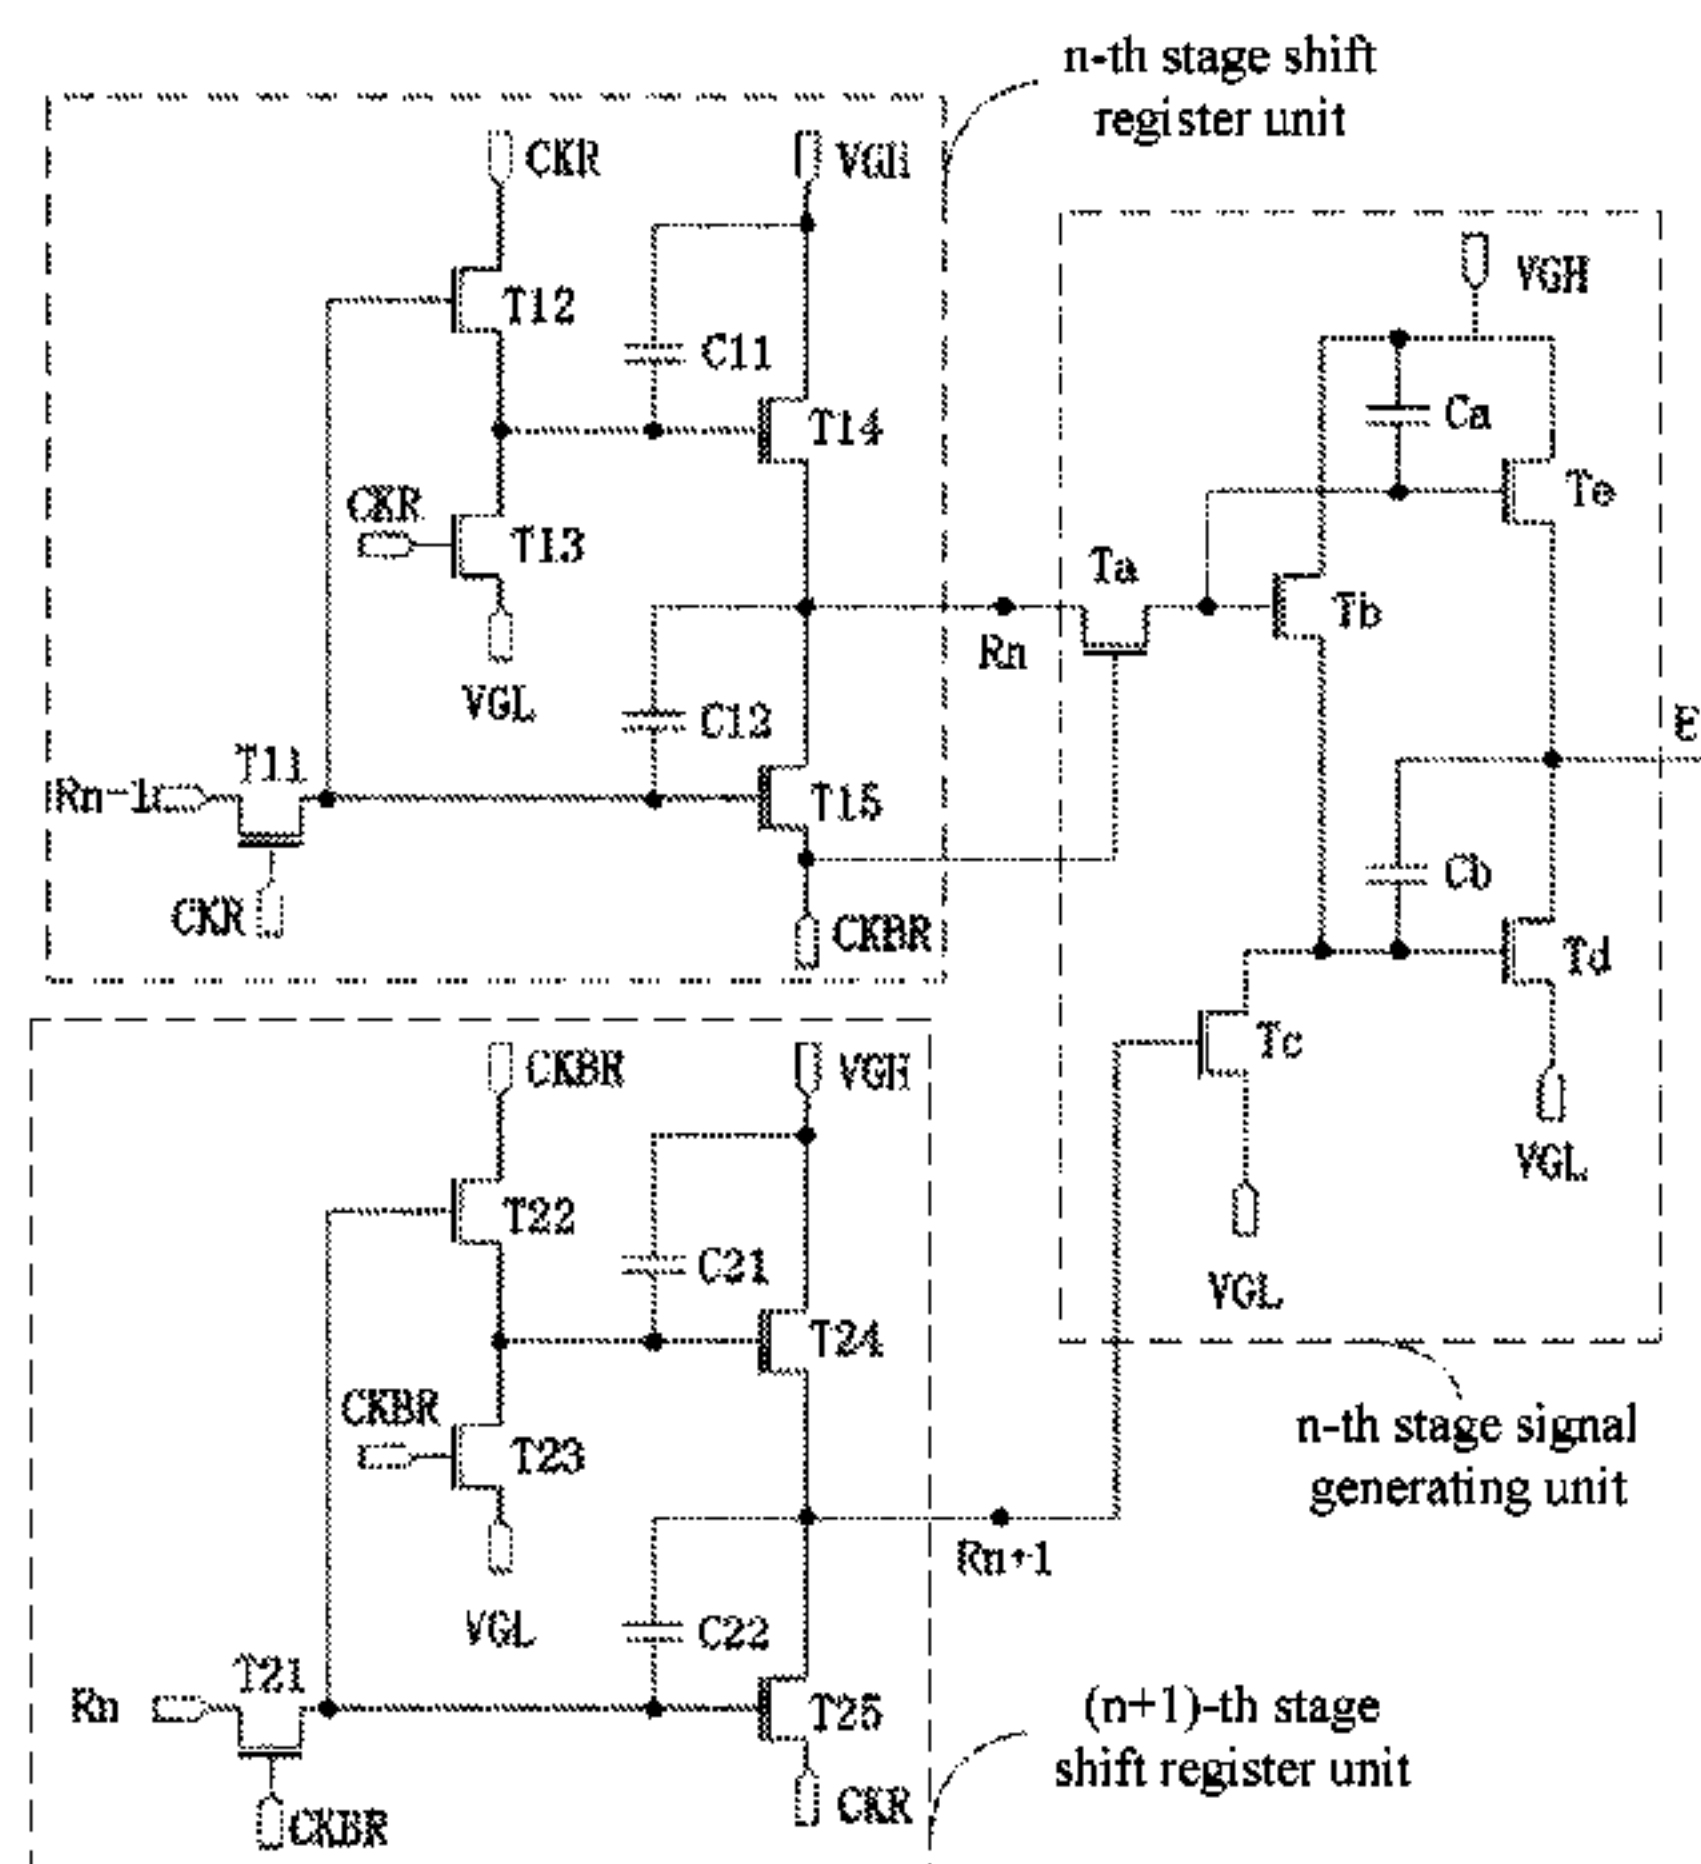 n-th stage shift
register unit
CKR
VGH
T12
C11
T14
CKR
T13
VGL
C12
Rn-1
T11
T15
CKR
CKBR
VGH
Ca
Te
Ta
Tb
Rn
E
Cb
Td
Tc
VGL
VGL
n-th stage signal
generating unit
CKBR
VGH
T22
C21
T24
CKBR
T23
Rn+1
VGL
C22
T21
Rn
T25
CKR
CKBR
(n+1)-th stage
shift register unit